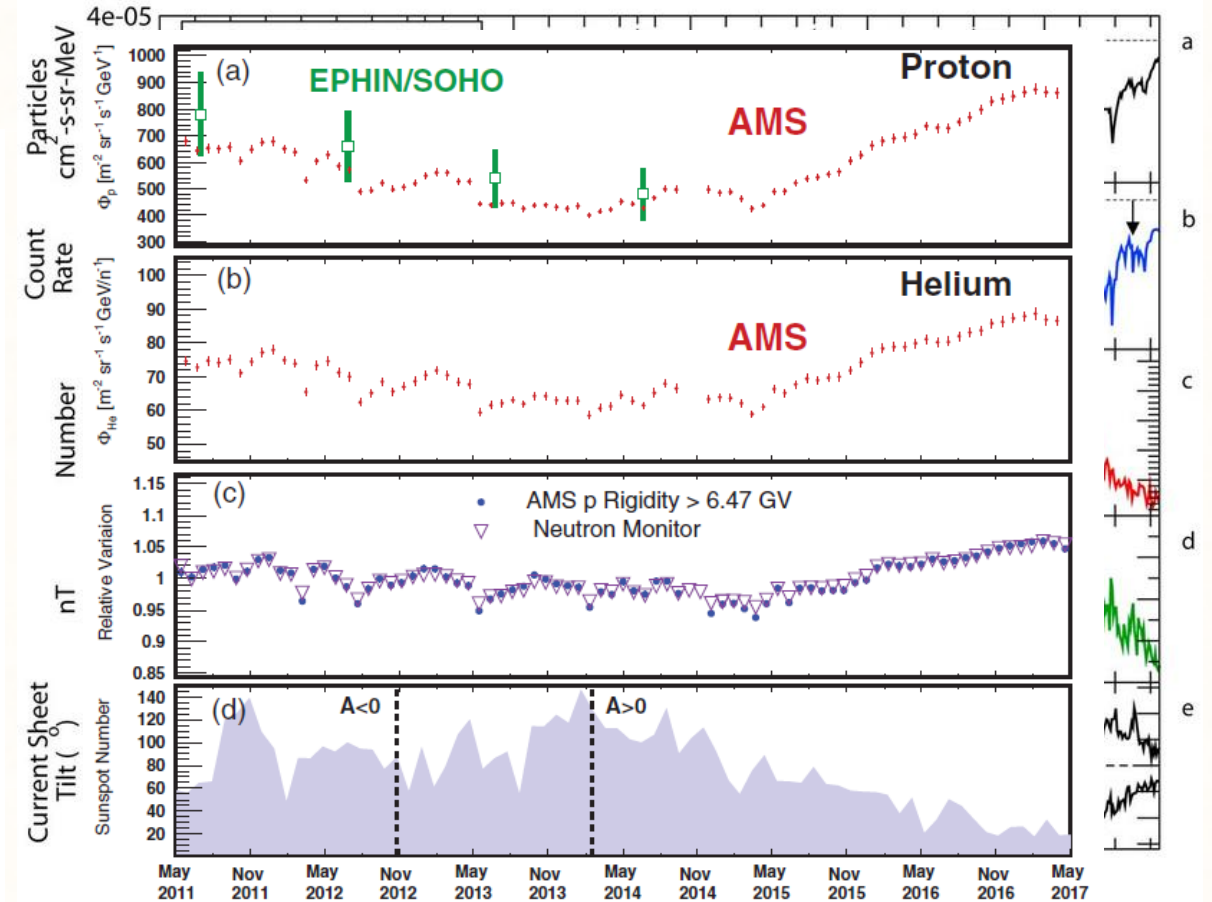 4e-05
Particles
cm²-s-sr-MeV
Count
Rate
Number
nT
Current Sheet
Tilt ( °)
(a)
EPHIN/SOHO
Proton
AMS
Φp [m⁻² sr⁻¹ s⁻¹ GeV⁻¹]
1000
900
800
700
600
500
400
300
(b)
Helium
AMS
ΦHe [m⁻² sr⁻¹ s⁻¹ GeV/n⁻¹]
100
90
80
70
60
50
(c)
AMS p Rigidity > 6.47 GV
Neutron Monitor
Relative Variaion
1.15
1.1
1.05
1
0.95
0.9
0.85
(d)
A<0
A>0
Sunspot Number
140
120
100
80
60
40
20
May Nov May Nov May Nov May Nov May Nov May Nov May
2011 2011 2012 2012 2013 2013 2014 2014 2015 2015 2016 2016 2017
a
b
c
d
e